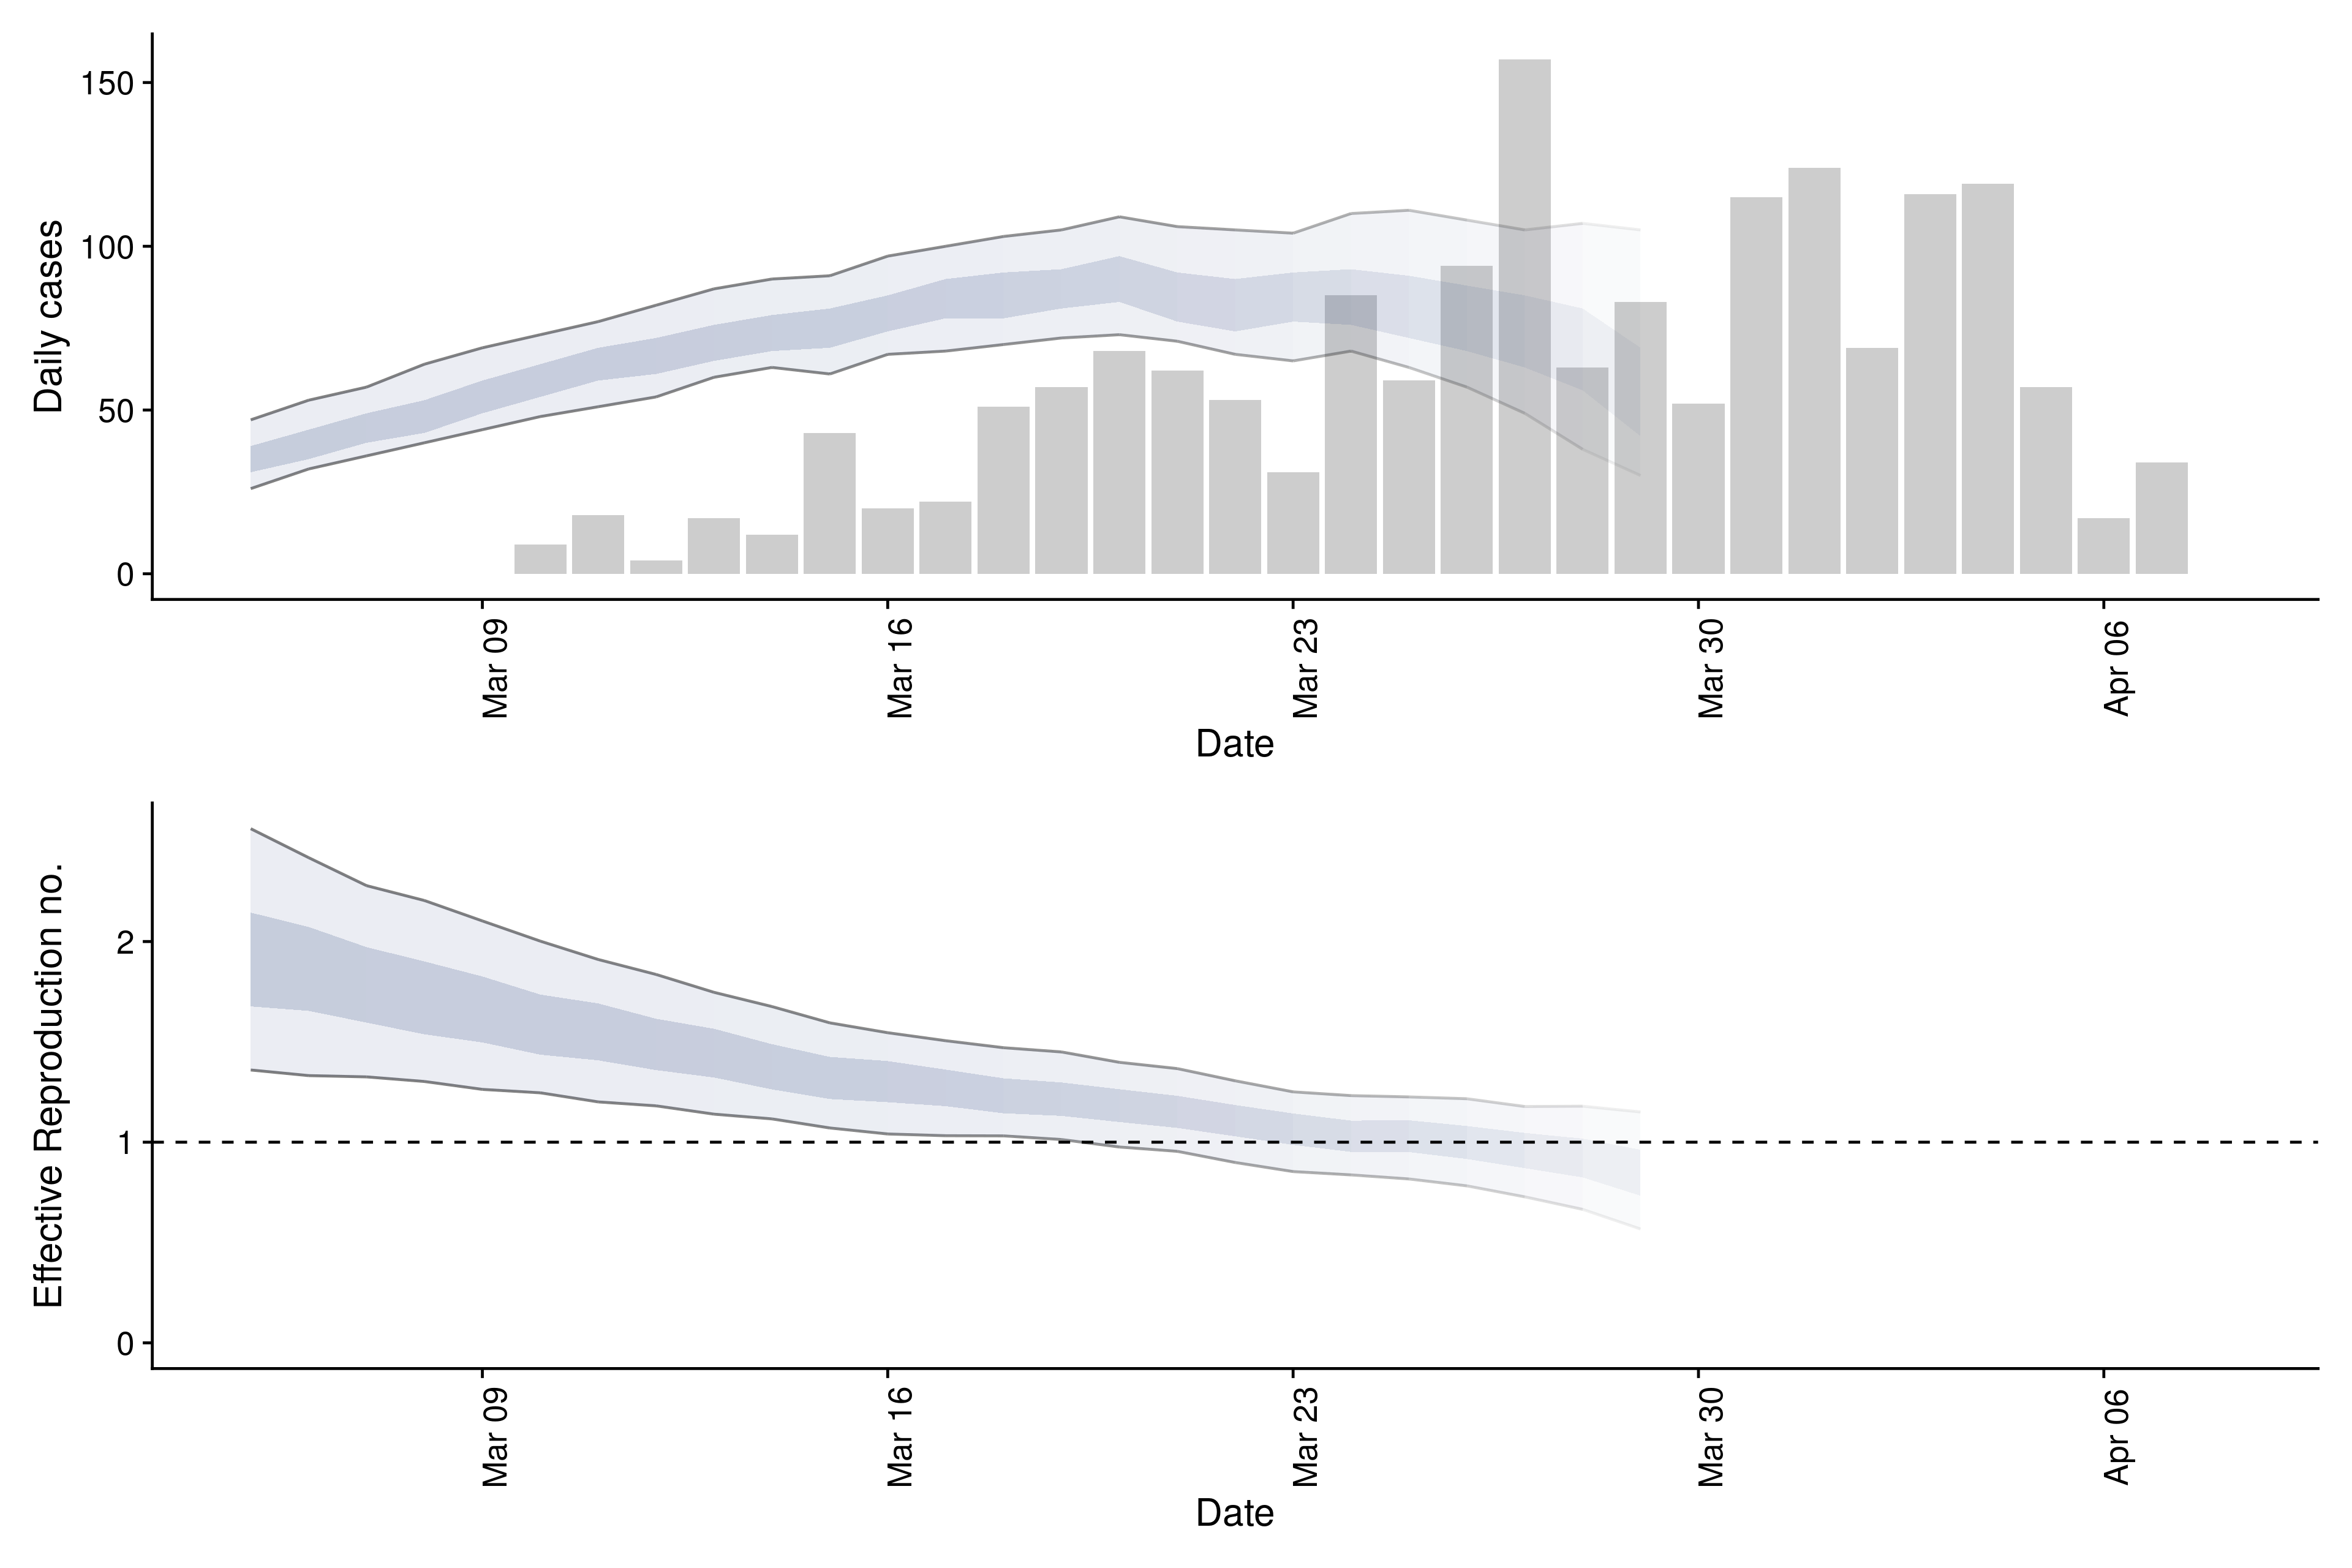 Daily cases
150
100
50
0
Mar 09
Mar 16
Mar 23
Mar 30
Apr 06
Date
Effective Reproduction no.
2
1
0
Mar 09
Mar 16
Mar 23
Mar 30
Apr 06
Date